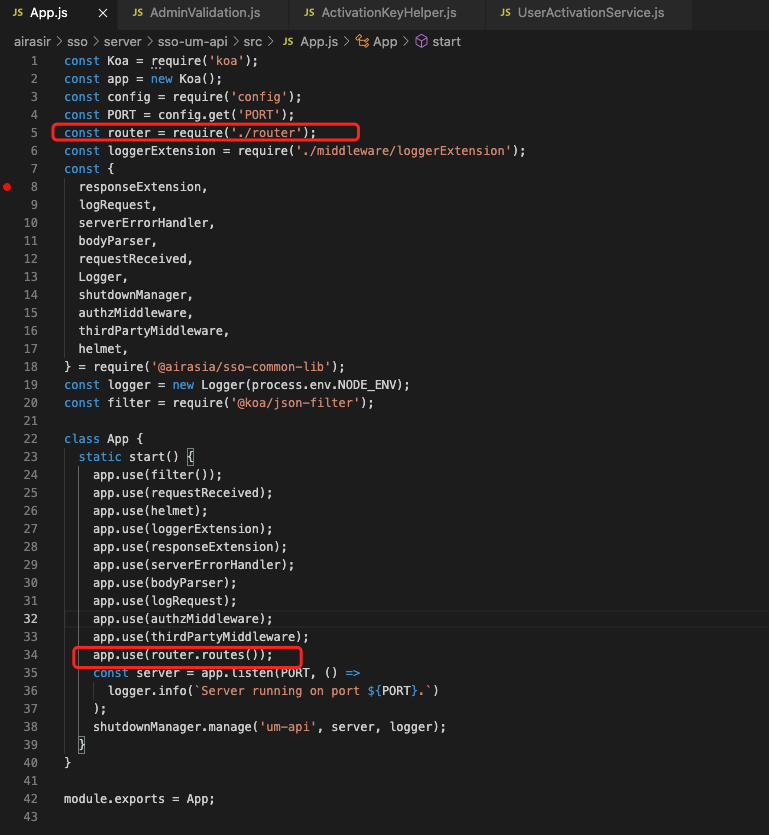 JS App.js × JS AdminValidation.js JS ActivationKeyHelper.js JS UserActivationService.js
airasir > sso > server > sso-um-api > src > JS App.js > App > start
1 const Koa = require('koa');
2 const app = new Koa();
3 const config = require('config');
4 const PORT = config.get('PORT');
5 const router = require('./router');
6 const loggerExtension = require('./middleware/loggerExtension');
7 const {
8 responseExtension,
9 logRequest,
10 serverErrorHandler,
11 bodyParser,
12 requestReceived,
13 Logger,
14 shutdownManager,
15 authzMiddleware,
16 thirdPartyMiddleware,
17 helmet,
18 } = require('@airasia/sso-common-lib');
19 const logger = new Logger(process.env.NODE_ENV);
20 const filter = require('@koa/json-filter');
21
22 class App {
23 static start() {
24 app.use(filter());
25 app.use(requestReceived);
26 app.use(helmet);
27 app.use(loggerExtension);
28 app.use(responseExtension);
29 app.use(serverErrorHandler);
30 app.use(bodyParser);
31 app.use(logRequest);
32 app.use(authzMiddleware);
33 app.use(thirdPartyMiddleware);
34 app.use(router.routes());
35 const server = app.listen(PORT, () =>
36 logger.info(`Server running on port ${PORT}.`)
37 );
38 shutdownManager.manage('um-api', server, logger);
39 }
40 }
41
42 module.exports = App;
43